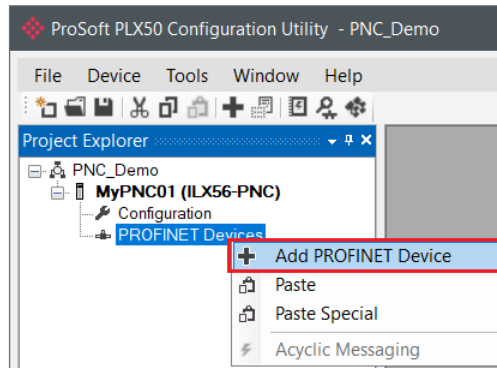 ProSoft PLX50 Configuration Utility - PNC_Demo
File Device Tools Window Help
Project Explorer
PNC_Demo
MyPNC01 (ILX56-PNC)
Configuration
PROFINET Devices
Add PROFINET Device
Paste
Paste Special
Acyclic Messaging